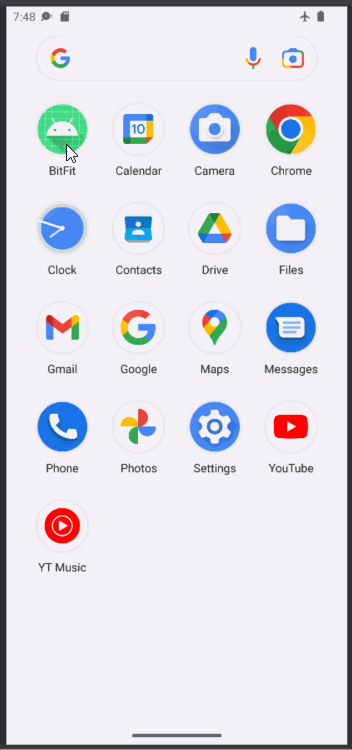 7:48
10
BitFit Calendar Camera Chrome
Clock Contacts Drive Files
Gmail Google Maps Messages
Phone Photos Settings YouTube
YT Music